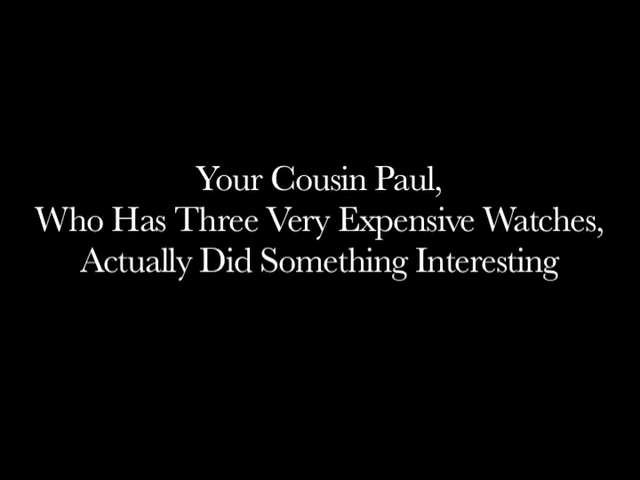 Your Cousin Paul,
Who Has Three Very Expensive Watches,
Actually Did Something Interesting